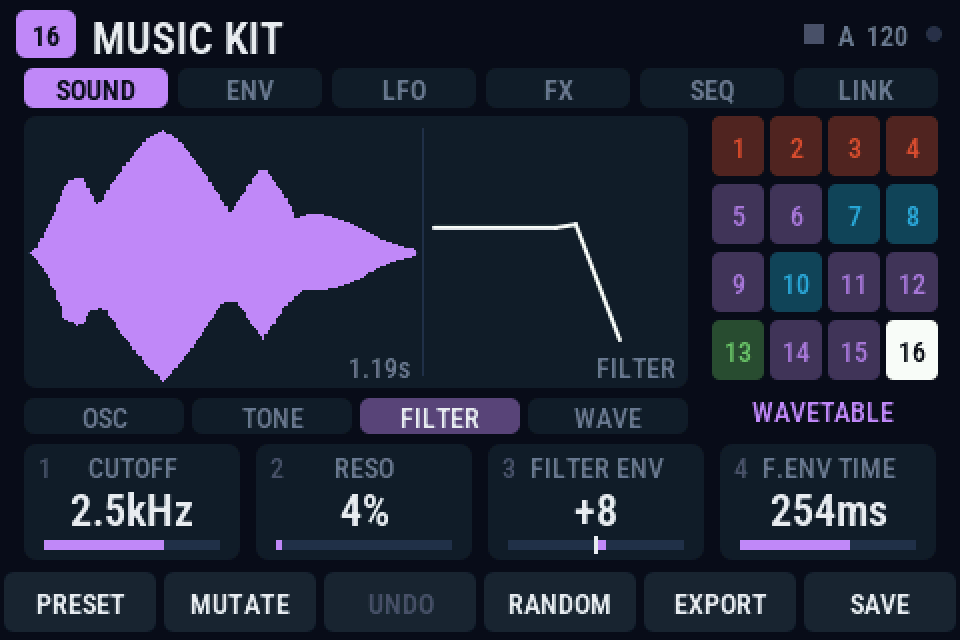 16 MUSIC KIT A 120
SOUND ENV LFO FX SEQ LINK
1 2 3 4
5 6 7 8
9 10 11 12
13 14 15 16
1.19s FILTER
WAVETABLE
OSC TONE FILTER WAVE
1 CUTOFF 2 RESO 3 FILTER ENV 4 F.ENV TIME
2.5kHz 4% +8 254ms
PRESET MUTATE UNDO RANDOM EXPORT SAVE